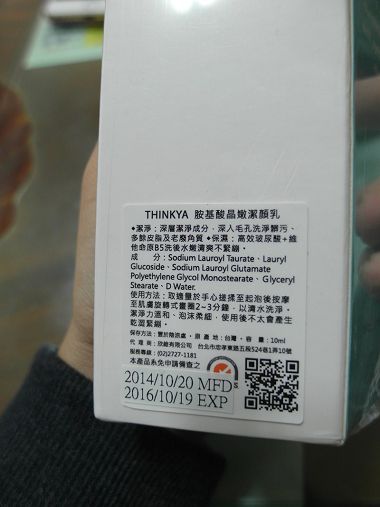 THINKYA 胺基酸晶嫩潔顏乳
◆潔淨：深層潔淨成分，深入毛孔洗淨髒污、
多餘皮脂及老廢角質 ◆保濕：高效玻尿酸+維
他命原B5洗後水嫩清爽不緊繃。
成　分：Sodium Lauroyl Taurate、Lauryl
Glucoside、Sodium Lauroyl Glutamate
Polyethylene Glycol Monostearate、Glyceryl
Stearate、D Water.
使用方法：取適量於手心搓揉至起泡後按摩
至肌膚旋轉式畫圈2~3分鐘，以清水洗淨。
潔淨力溫和、泡沫柔細，使用後不太會產生
乾澀緊繃。
保存方法：置於陰涼處。原 產 地：台灣。容 量：10ml
代 理 商：欣緹有限公司　台北市忠孝東路五段524巷1弄10號
服務專線：(02)2727-1181
本產品係免申請備查之
2014/10/20 MFD
2016/10/19 EXP